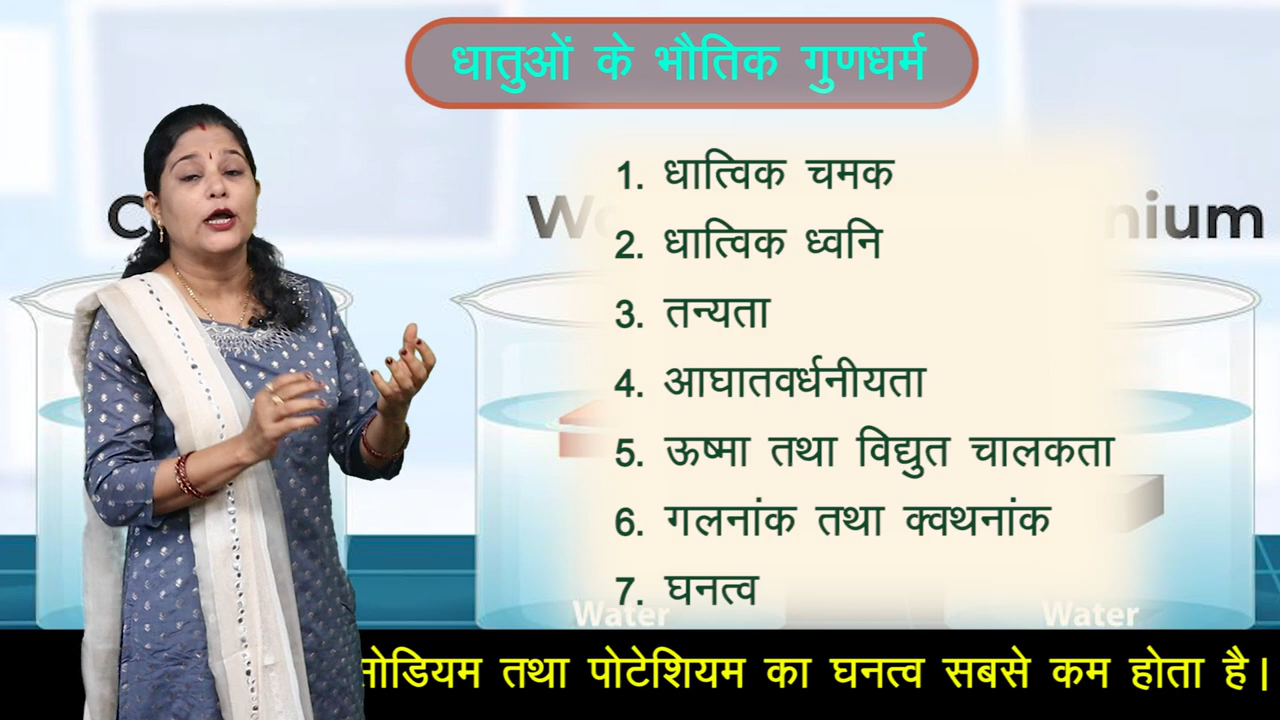 धातुओं के भौतिक गुणधर्म
1. धात्विक चमक
2. धात्विक ध्वनि
3. तन्यता
4. आघातवर्धनीयता
5. ऊष्मा तथा विद्युत चालकता
6. गलनांक तथा क्वथनांक
7. घनत्व
Water Water
तथा पोटेशियम का घनत्व सबसे कम होता है।